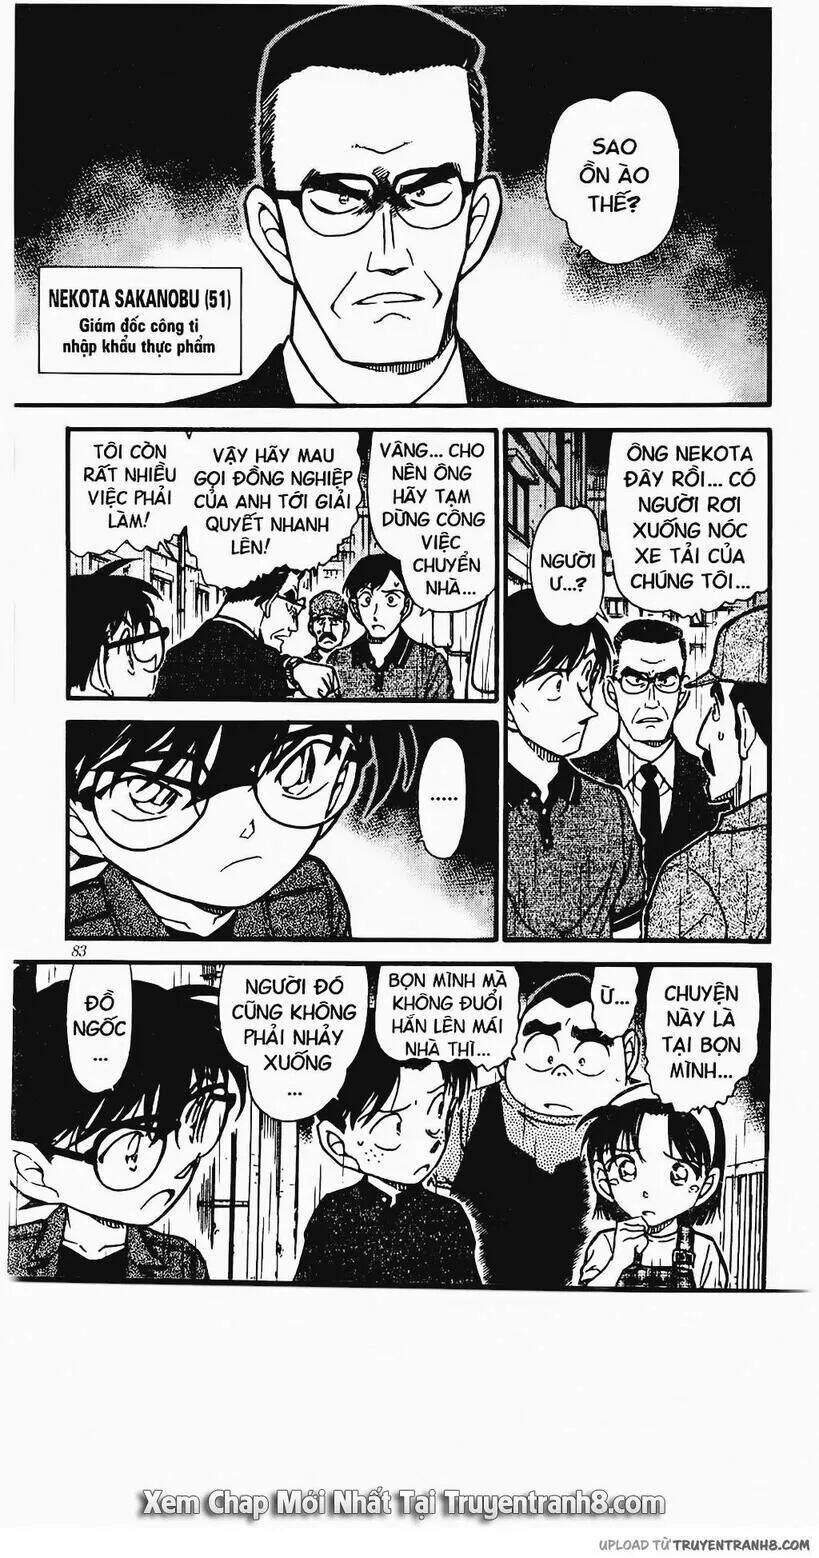 SAO
ỒN ÀO
THẾ?
NEKOTA SAKANOBU (51)
Giám đốc công ti
nhập khẩu thực phẩm
ÔNG NEKOTA
ĐÂY RỒI... CÓ
NGƯỜI RƠI
XUỐNG NÓC
XE TẢI CỦA
CHÚNG TÔI...
NGƯỜI
Ư...?
VÂNG... CHO
NÊN ÔNG
HÃY TẠM
DỪNG CÔNG
VIỆC
CHUYỂN
NHÀ...
VẬY HÃY MAU
GỌI ĐỒNG NGHIỆP
CỦA ANH TỚI GIẢI
QUYẾT NHANH
LÊN!
TÔI CÒN
RẤT NHIỀU
VIỆC PHẢI
LÀM!
......
83
CHUYỆN
NÀY LÀ
TẠI BỌN
MÌNH...
Ừ...
BỌN MÌNH MÀ
KHÔNG ĐUỔI
HẮN LÊN MÁI
NHÀ THÌ...
NGƯỜI ĐÓ
CŨNG KHÔNG
PHẢI NHẢY
XUỐNG
...
ĐỒ
NGỐC
...
Xem Chap Mới Nhất Tại Truyentranh8.com
UPLOAD TỪ TRUYENTRANH8.COM